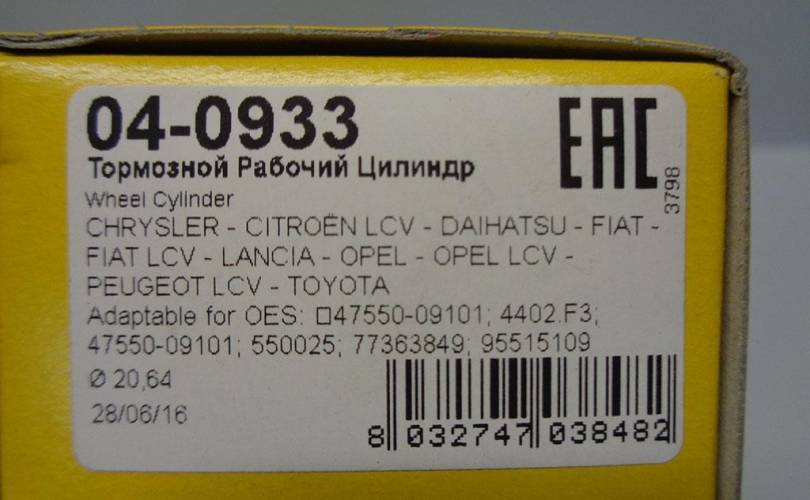 04-0933
EAC
Тормозной Рабочий Цилиндр
3798
Wheel Cylinder
CHRYSLER - CITROËN LCV - DAIHATSU - FIAT -
FIAT LCV - LANCIA - OPEL - OPEL LCV -
PEUGEOT LCV - TOYOTA
Adaptable for OES: □47550-09101; 4402.F3;
47550-09101; 550025; 77363849; 95515109
Ø 20,64
28/06/16
8 032747 038482